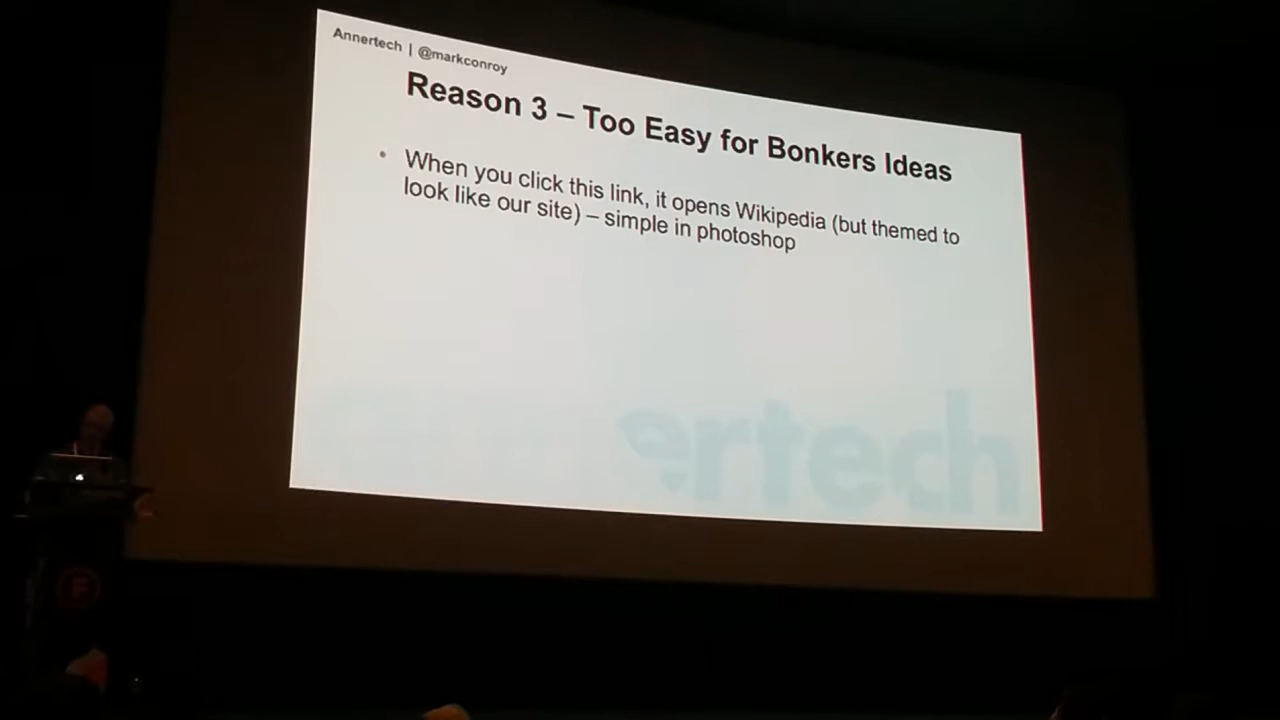 Annertech | @markconroy
Reason 3 – Too Easy for Bonkers Ideas
• When you click this link, it opens Wikipedia (but themed to
look like our site) – simple in photoshop
ertech
F